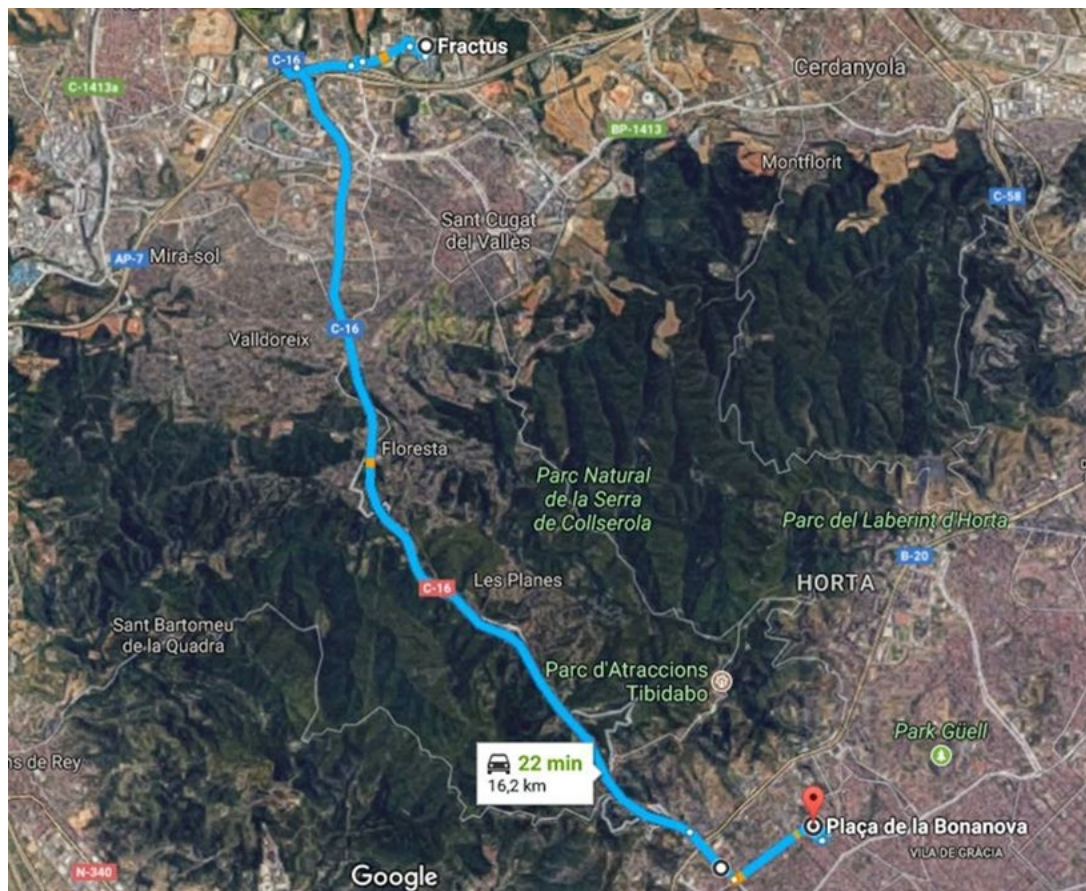 C-16
Fractus
C-1413a
Cerdanyola
BP-1413
Montflorit
C-58
Sant Cugat
del Vallès
AP-7
Mira-sol
C-16
Valldoreix
Floresta
Parc Natural
de la Serra
de Collserola
Parc del Laberint d'Horta
B-20
Les Planes
C-16
HORTA
Sant Bartomeu
de la Quadra
Parc d'Atraccions
Tibidabo
Park Güell
ns de Rey
22 min
16,2 km
Plaça de la Bonanova
VILA DE GRÀCIA
N-340
Google